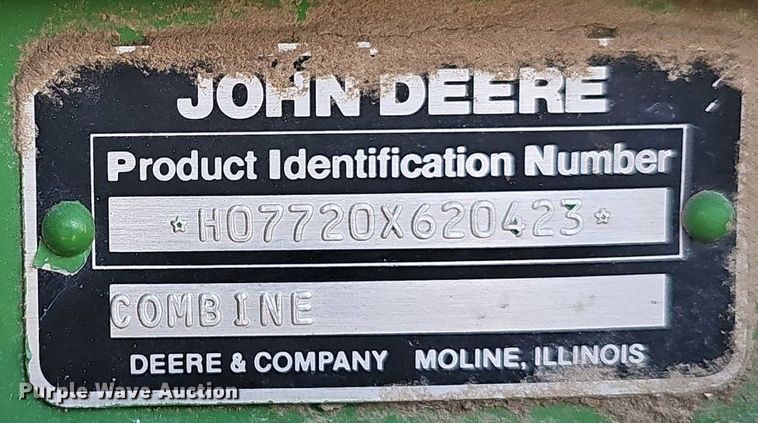 JOHN DEERE
Product Identification Number
*H07720X620423*
COMBINE
DEERE & COMPANY MOLINE, ILLINOIS
Purple Wave Auction